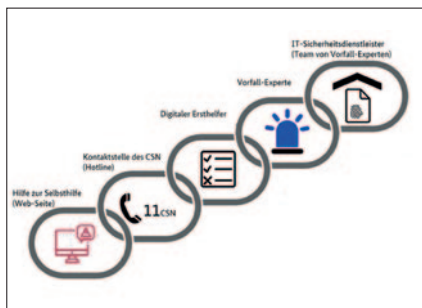 IT-Sicherheitsdienstleister
(Team von Vorfall-Experten)
Vorfall-Experte
Digitaler Ersthelfer
Kontaktstelle des CSN
(Hotline)
11CSN
Hilfe zur Selbsthilfe
(Web-Seite)